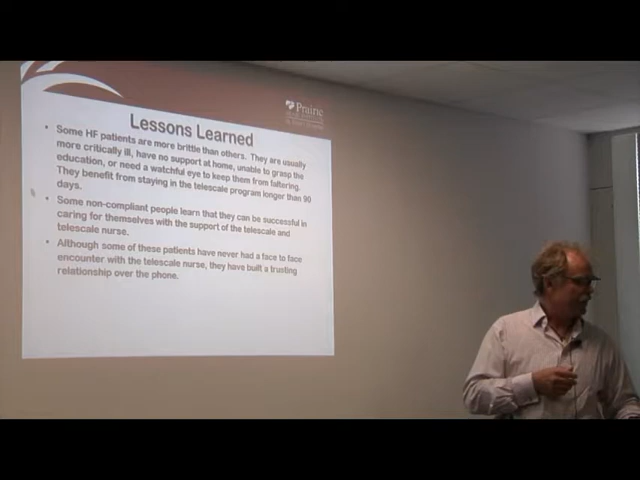 Prairie
Lessons Learned
• Some HF patients are more brittle than others. They are usually
more critically ill, have no support at home, unable to grasp the
education, or need a watchful eye to keep them from faltering.
They benefit from staying in the telescale program longer than 90
days.
• Some non-compliant people learn that they can be successful in
caring for themselves with the support of the telescale and
telescale nurse.
• Although some of these patients have never had a face to face
encounter with the telescale nurse, they have built a trusting
relationship over the phone.